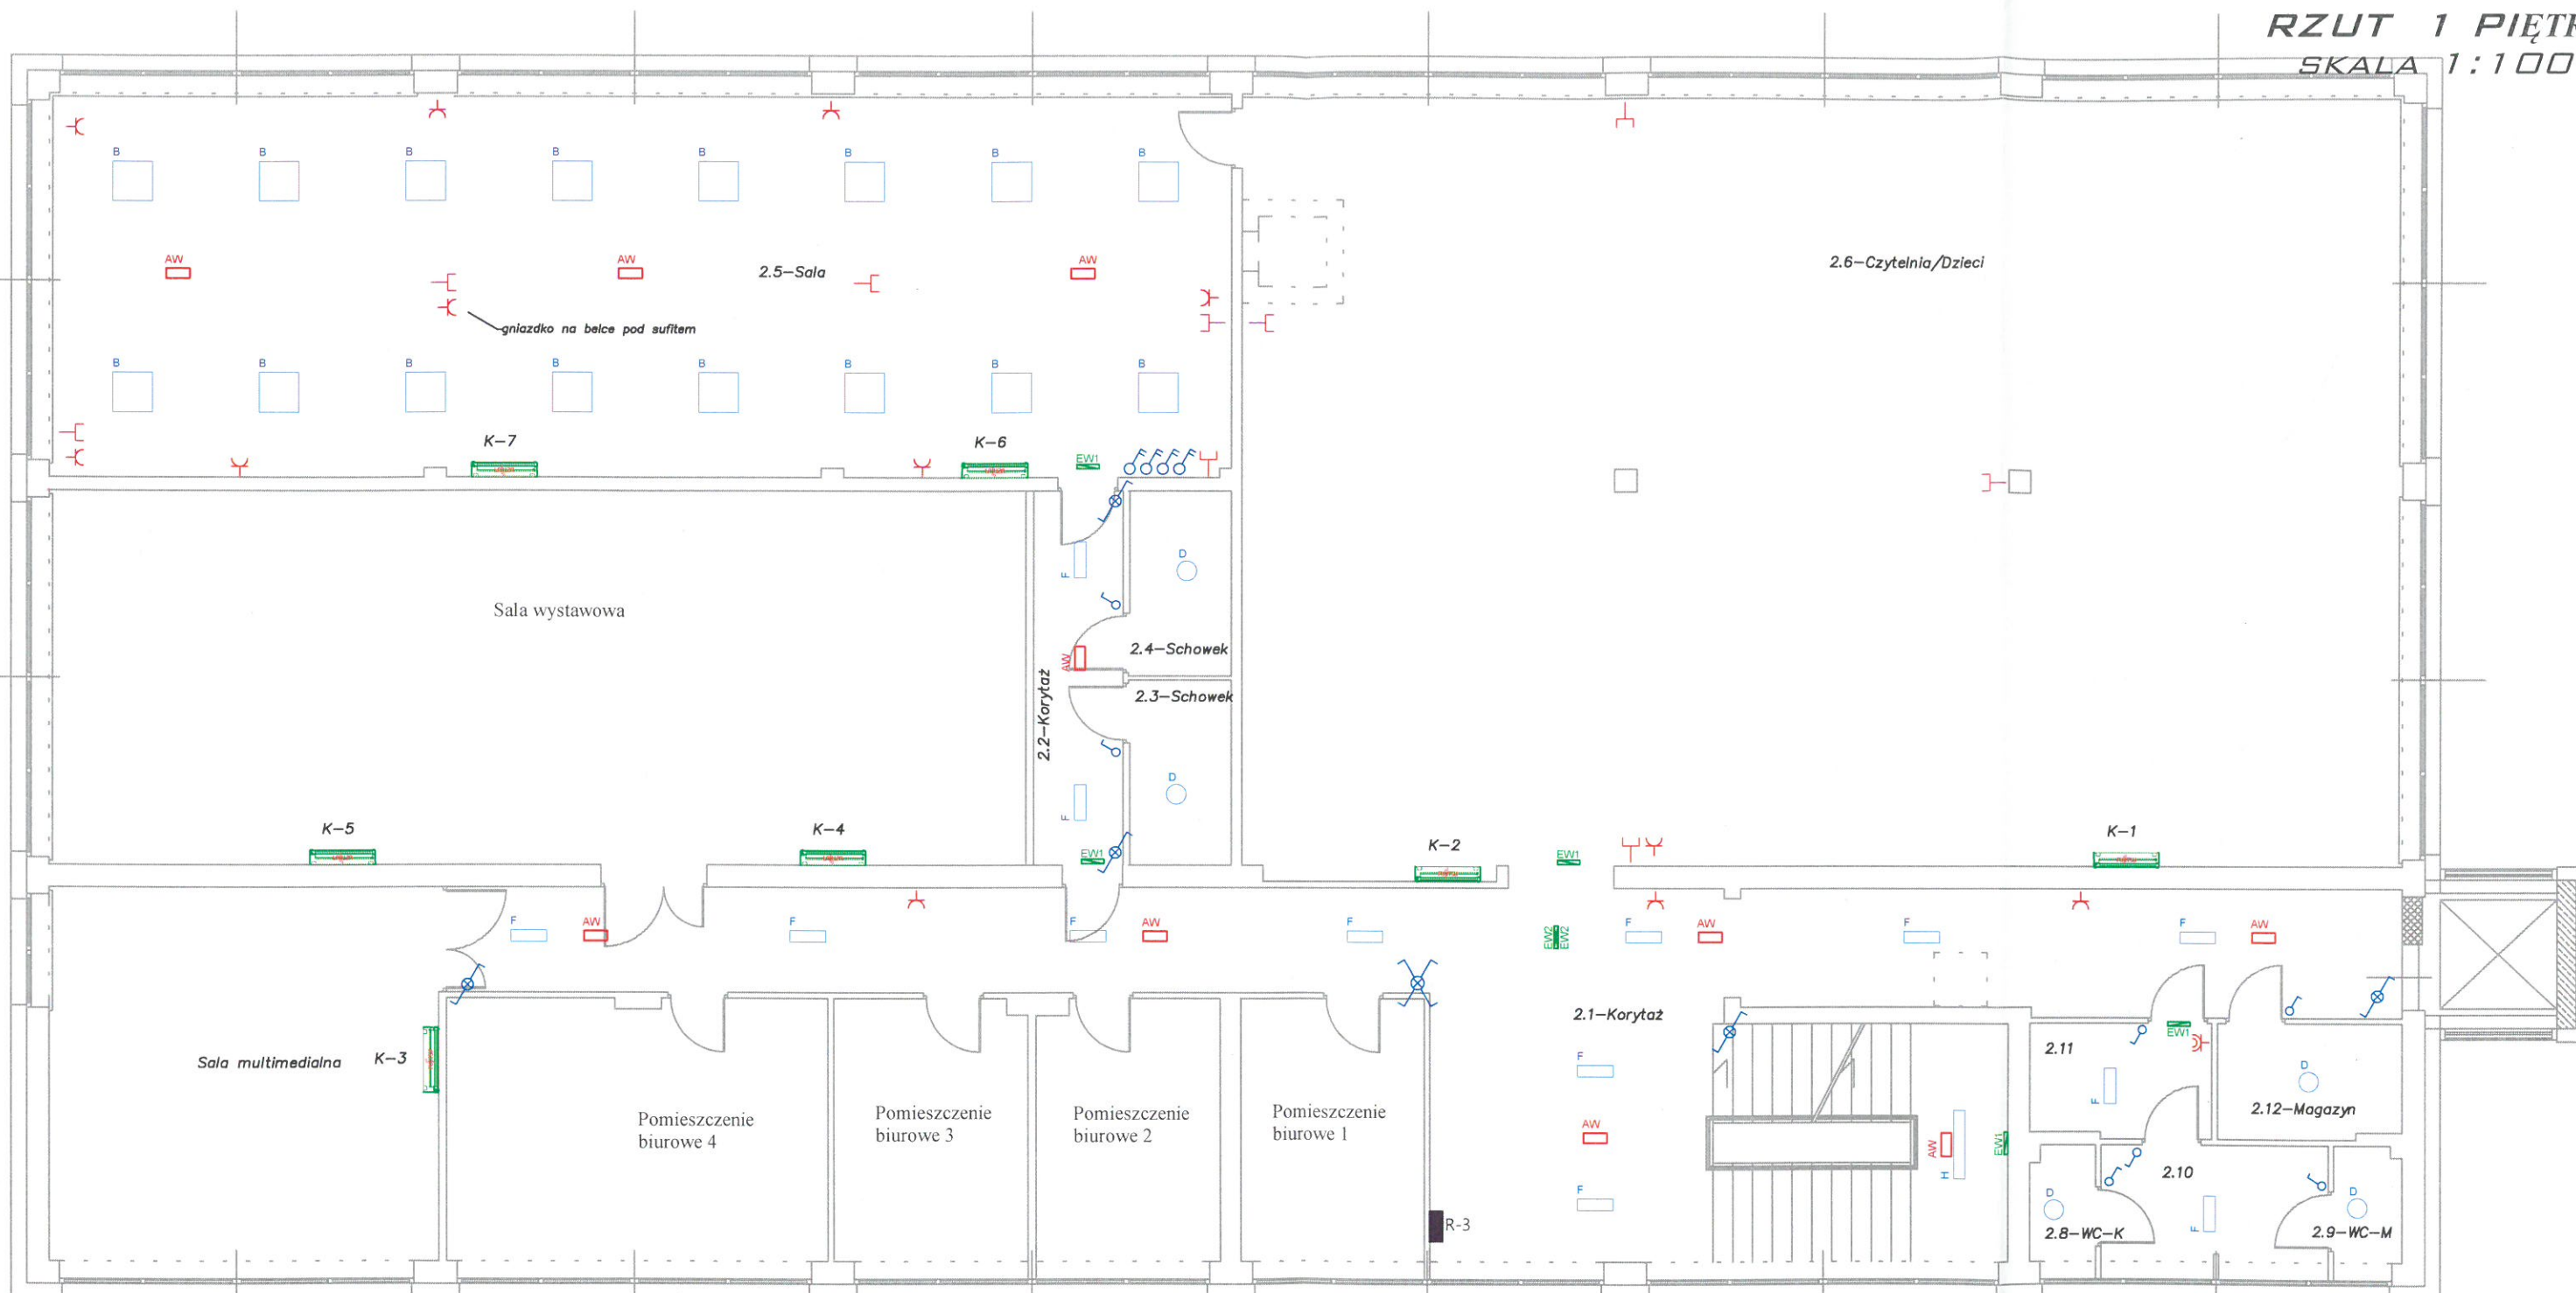 RZUT 1 PIĘTR
SKALA 1:100
B B B B B B B B
AW AW AW
2.5-Sala
2.6-Czytelnia/Dzieci
gniazdko na belce pod sufitem
B B B B B B B B
K-7
K-6
EW1
F
D
Sala wystawowa
2.4-Schowek
AW
2.3-Schowek
2.2-Korytaż
D
F
K-5
K-4
EW1
K-2
EW1
K-1
F AW F F AW F
EW2
EW2
F AW F F AW
2.1-Korytaż
EW1
2.11
Sala multimedialna
K-3
F
D
F
2.12-Magazyn
Pomieszczenie
biurowe 4
Pomieszczenie
biurowe 3
Pomieszczenie
biurowe 2
Pomieszczenie
biurowe 1
AW
AW
EW1
H
2.10
F
D
D
R-3
2.8-WC-K
F
2.9-WC-M